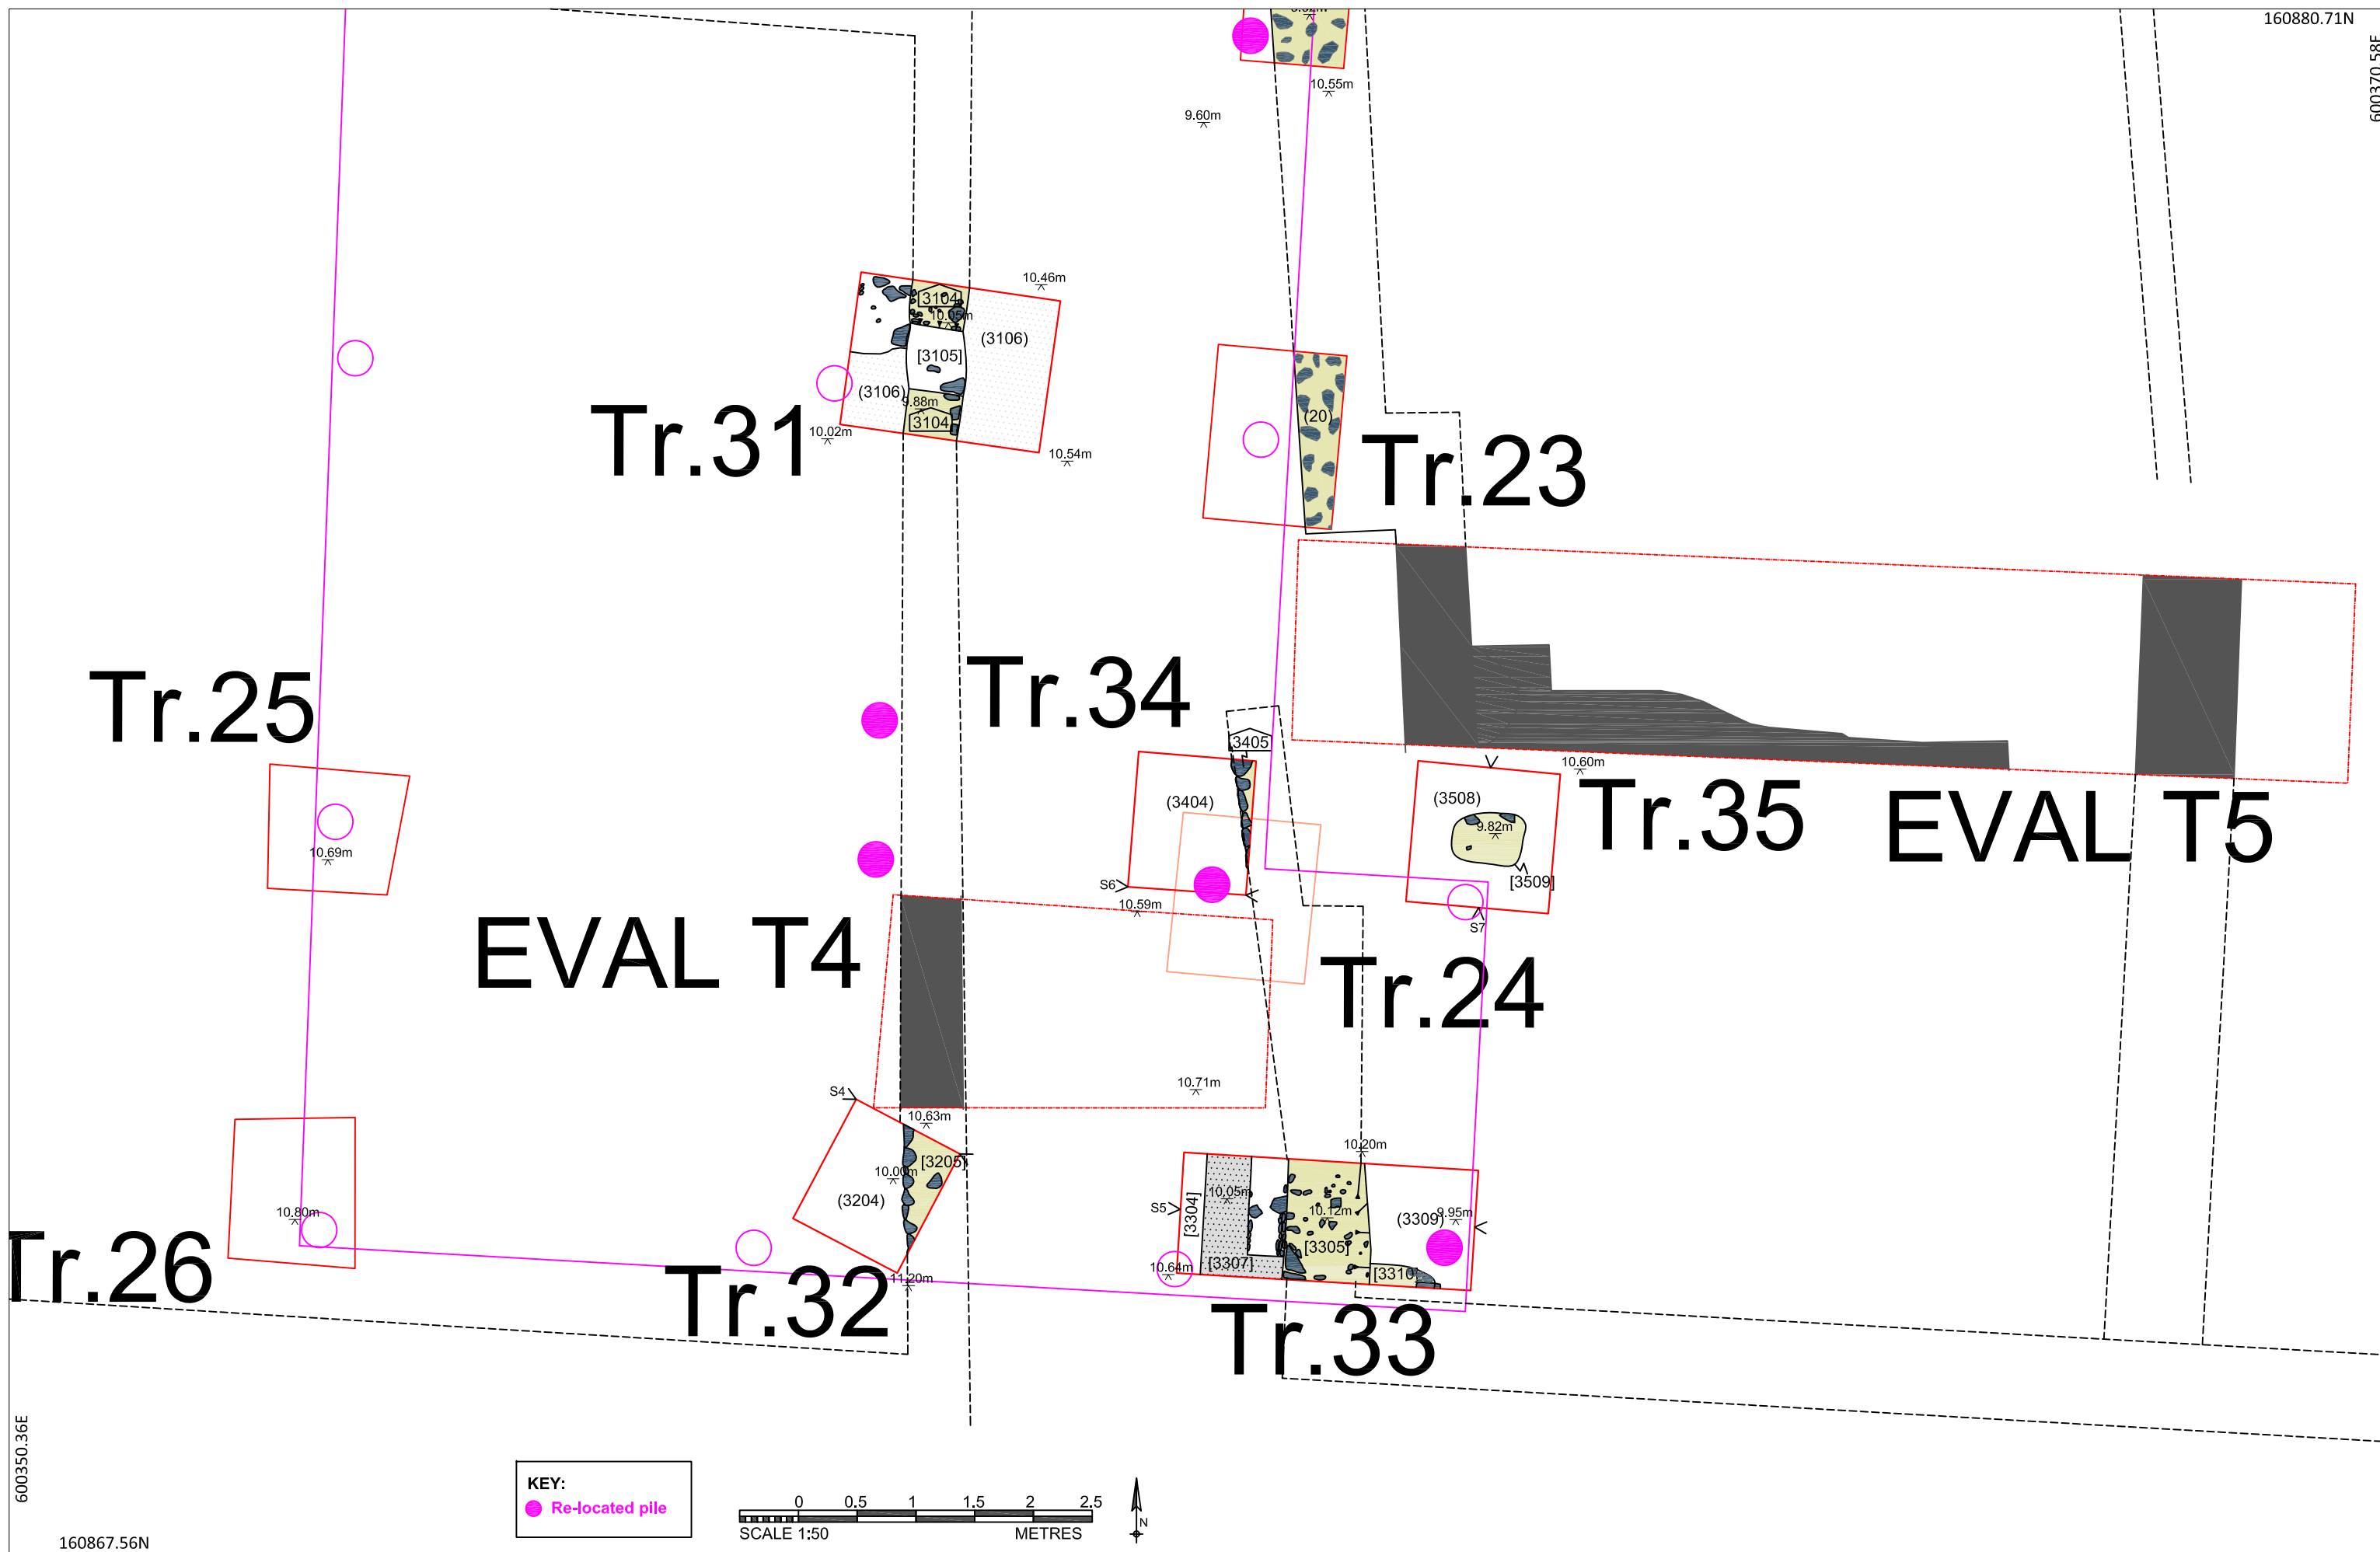 160880.71N
600370.58E
10.55m
9.60m
10.46m
[3104]
10.05m
(3106)
[3105]
(3106)
9.88m
[3104]
10.02m
10.54m
Tr.31
(20)
Tr.23
Tr.34
Tr.25
[3405]
10.60m
(3404)
(3508)
9.82m
Tr.35
EVAL T5
10.69m
S6
[3509]
10.59m
S7
EVAL T4
Tr.24
10.71m
S4
10.63m
10.20m
[3205]
10.00m
(3204)
10.05m
[3304]
S5
10.12m
(3309)
9.95m
10.80m
[3305]
[3307]
10.64m
[3310]
Tr.26
11.20m
Tr.32
Tr.33
600350.36E
KEY:
Re-located pile
0 0.5 1 1.5 2 2.5
SCALE 1:50 METRES
N
160867.56N